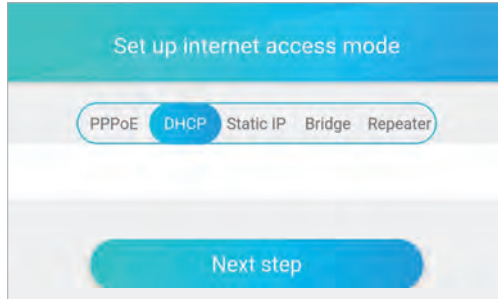 Set up internet access mode
PPPoE DHCP Static IP Bridge Repeater
Next step